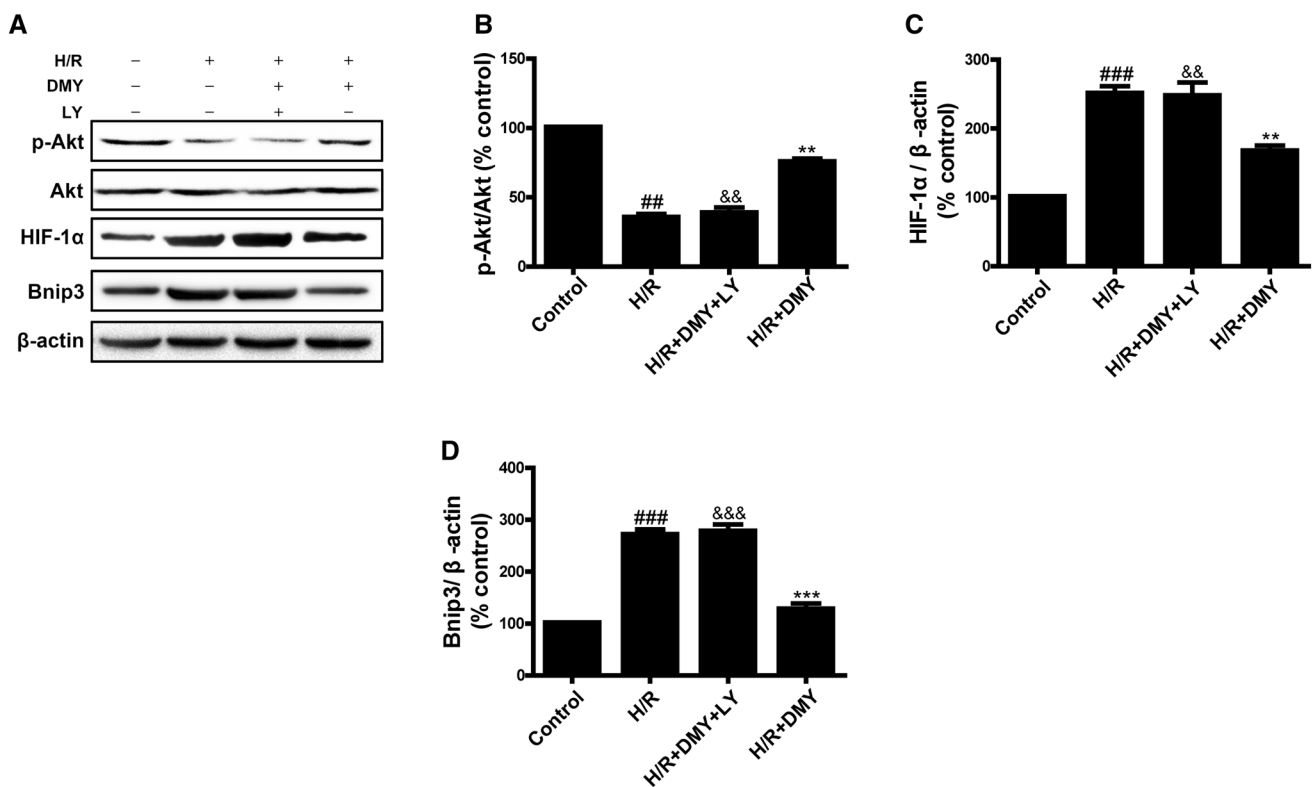 A
H/R − + + +
DMY − − + +
LY − − + −
p-Akt
Akt
HIF-1α
Bnip3
β-actin
B
p-Akt/Akt (% control)
150
100
50
0
##
&&
**
Control
H/R
H/R+DMY+LY
H/R+DMY
C
HIF-1α / β -actin
(% control)
300
200
100
0
###
&&
**
Control
H/R
H/R+DMY+LY
H/R+DMY
D
Bnip3/ β -actin
(% control)
400
300
200
100
0
###
&&&
***
Control
H/R
H/R+DMY+LY
H/R+DMY